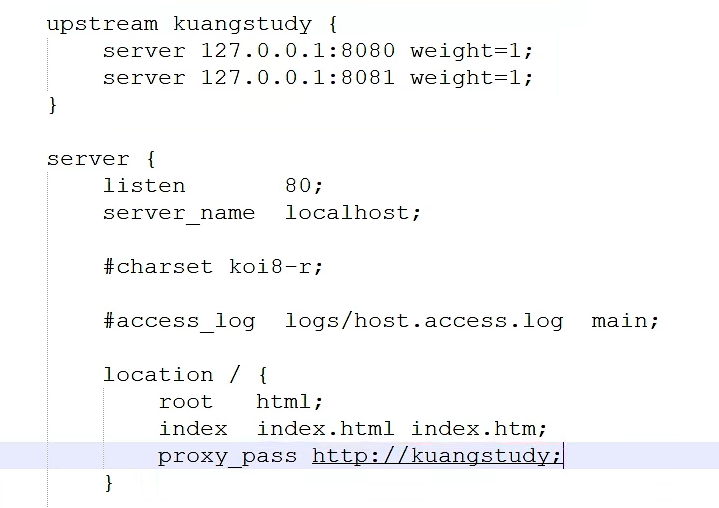 upstream kuangstudy {
server 127.0.0.1:8080 weight=1;
server 127.0.0.1:8081 weight=1;
}
server {
listen 80;
server_name localhost;
#charset koi8-r;
#access_log logs/host.access.log main;
location / {
root html;
index index.html index.htm;
proxy_pass http://kuangstudy;
}